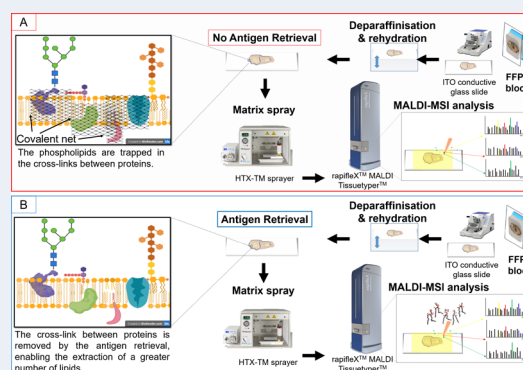 A
No Antigen Retrieval
Deparaffinisation
& rehydration
ITO conductive
glass slide
FFP
bloc
Matrix spray
MALDI-MSI analysis
Covalent net
The phospholipids are trapped in
the cross-links between proteins.
HTX-TM sprayer
rapifleX™ MALDI
Tissuetyper™
B
Antigen Retrieval
Deparaffinisation
& rehydration
ITO conductive
glass slide
FFP
bloc
Matrix spray
MALDI-MSI analysis
The cross-link between proteins is
removed by the antigen retrieval,
enabling the extraction of a greater
number of lipids
HTX-TM sprayer
rapifleX™ MALDI
Tissuetyper™